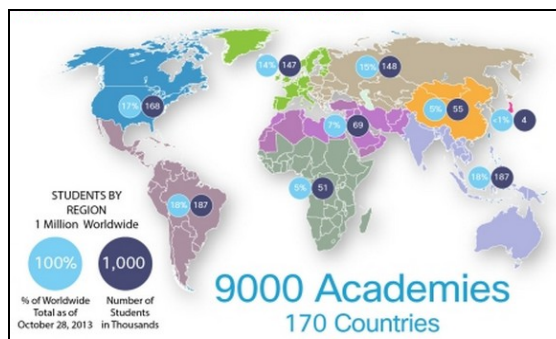 14% 147
15% 148
17% 168
5% 55
<1% 4
7% 69
5% 51
18% 187
18% 187
STUDENTS BY
REGION
1 Million Worldwide
100% 1,000
% of Worldwide
Total as of
October 28, 2013
Number of
Students
in Thousands
9000 Academies
170 Countries